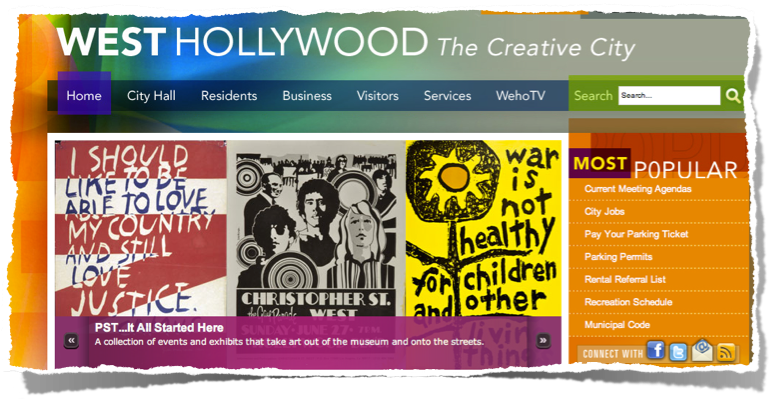 WEST HOLLYWOOD The Creative City
Home City Hall Residents Business Visitors Services WehoTV Search Search...
I SHOULD
LIKE TO BE
ABLE TO LOVE
MY COUNTRY
AND STILL
LOVE
JUSTICE.
CHRISTOPHER ST.
WEST
SUNDAY-JUNE 27-
war
is
not
healthy
for children
and other
living
things
PST...It All Started Here
A collection of events and exhibits that take art out of the museum and onto the streets.
MOST POPULAR
Current Meeting Agendas
City Jobs
Pay Your Parking Ticket
Parking Permits
Rental Referral List
Recreation Schedule
Municipal Code
CONNECT WITH